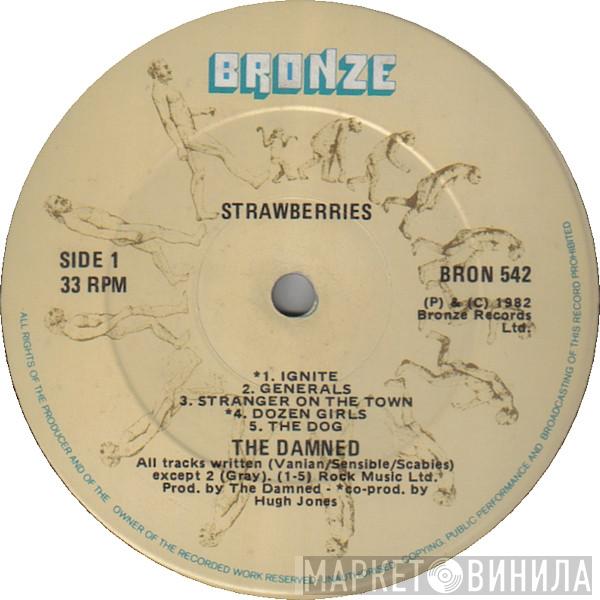 BRONZE
STRAWBERRIES
SIDE 1
33 RPM
BRON 542
(P) & (C) 1982
Bronze Records
Ltd.
*1. IGNITE
2. GENERALS
3. STRANGER ON THE TOWN
*4. DOZEN GIRLS
5. THE DOG
THE DAMNED
All tracks written (Vanian/Sensible/Scabies)
except 2 (Gray). (1-5) Rock Music Ltd.
Prod. by The Damned - *co-prod. by
Hugh Jones
ALL RIGHTS OF THE PRODUCER AND OF THE OWNER OF THE RECORDED WORK RESERVED. UNAUTHORISED COPYING, PUBLIC PERFORMANCE AND BROADCASTING OF THIS RECORD PROHIBITED
МАРКЕТ ВИНИЛА